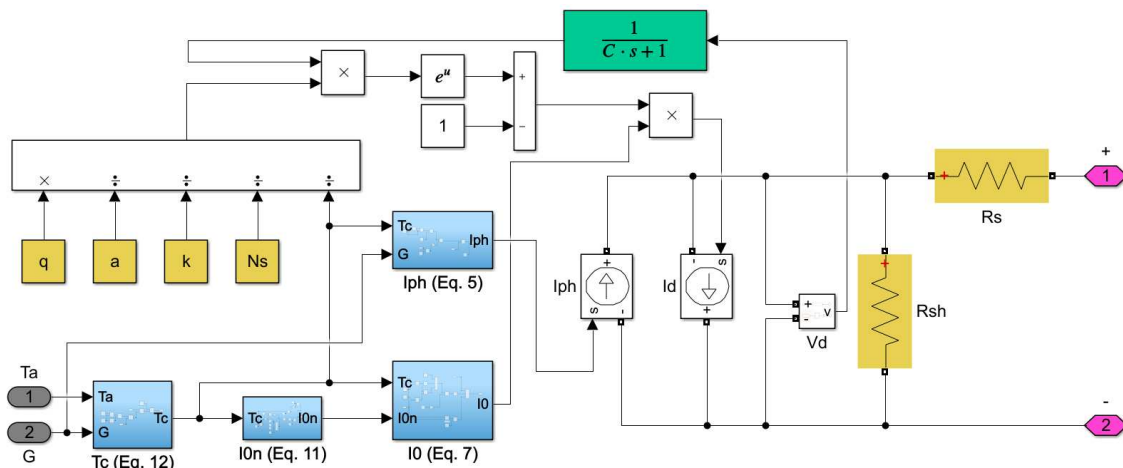 1
C · s + 1
×
e^u
+
−
1
×
× ÷ ÷ ÷ ÷
q a k Ns
Tc
G
Iph
Iph (Eq. 5)
Iph
+
-
s
Id
-
s
+
+
-
v
Vd
+
Rs
+
1
+
Rsh
-
2
Ta
1
2
G
Ta
G
Tc
Tc (Eq. 12)
Tc
I0n
I0n (Eq. 11)
Tc
I0n
I0
I0 (Eq. 7)